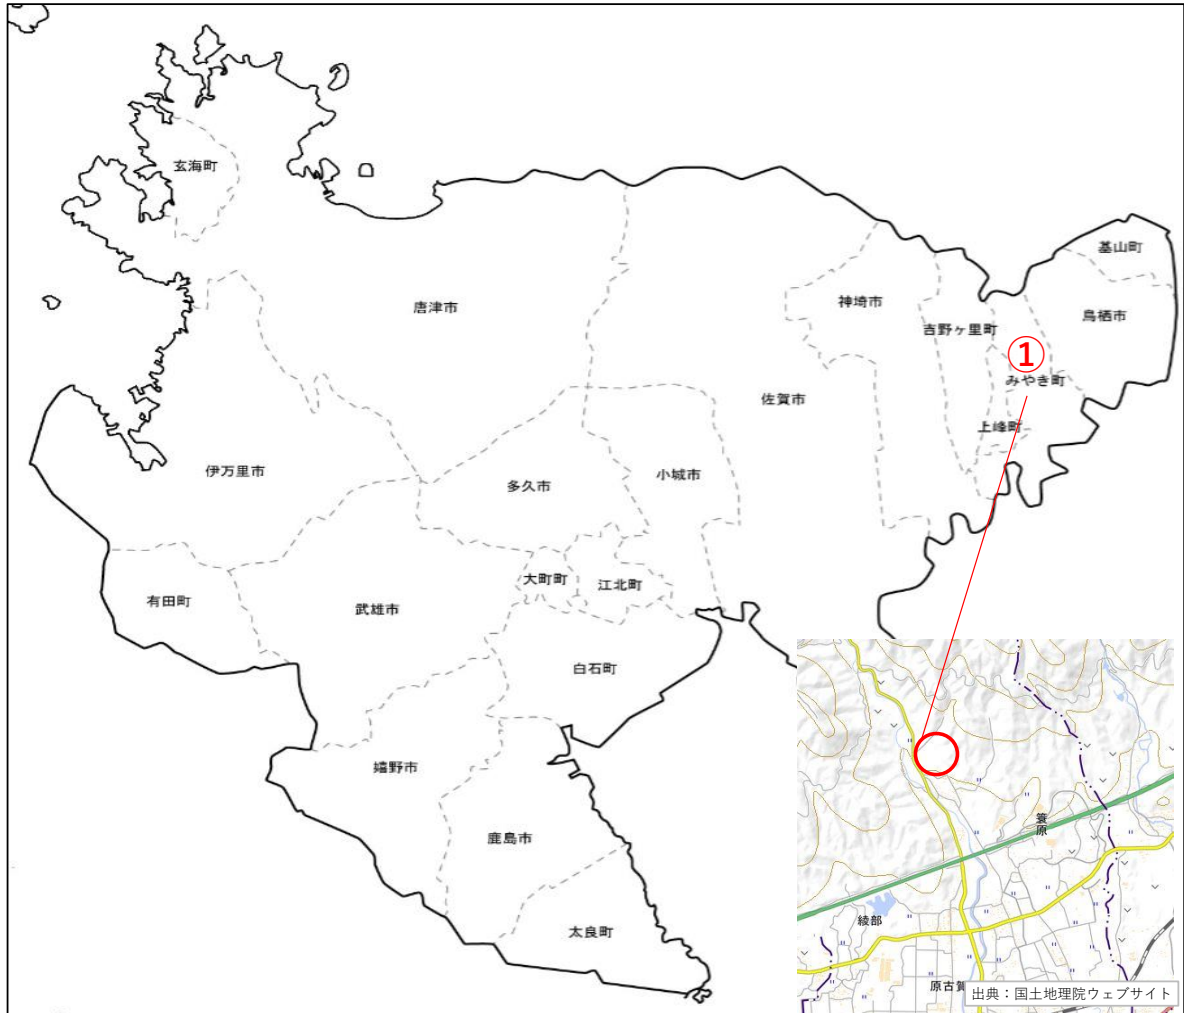 玄海町
基山町
唐津市
神埼市
鳥栖市
吉野ヶ里町
①
みやき町
佐賀市
上峰町
伊万里市
多久市
小城市
大町町
江北町
有田町
武雄市
白石町
嬉野市
鹿島市
太良町
簑原
綾部
原古賀
出典：国土地理院ウェブサイト